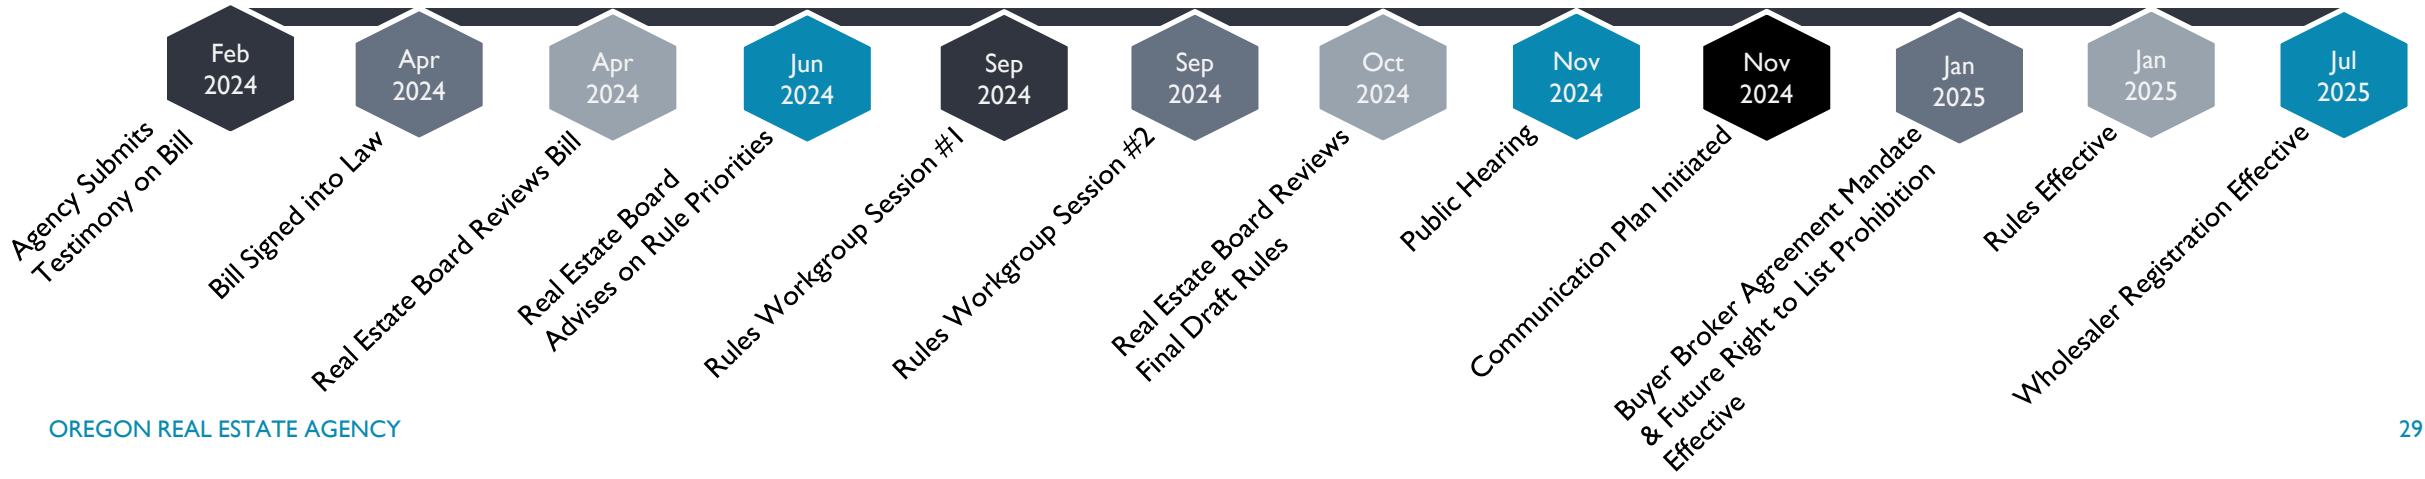 Feb
2024
Apr
2024
Apr
2024
Jun
2024
Sep
2024
Sep
2024
Oct
2024
Nov
2024
Nov
2024
Jan
2025
Jan
2025
Jul
2025
Agency Submits
Testimony on Bill
Bill Signed into Law
Real Estate Board Reviews Bill
Real Estate Board
Advises on Rule Priorities
Rules Workgroup Session #1
Rules Workgroup Session #2
Real Estate Board Reviews
Final Draft Rules
Public Hearing
Communication Plan Initiated
Buyer Broker Agreement Mandate
& Future Right to List Prohibition
Effective
Rules Effective
Wholesaler Registration Effective
OREGON REAL ESTATE AGENCY
29